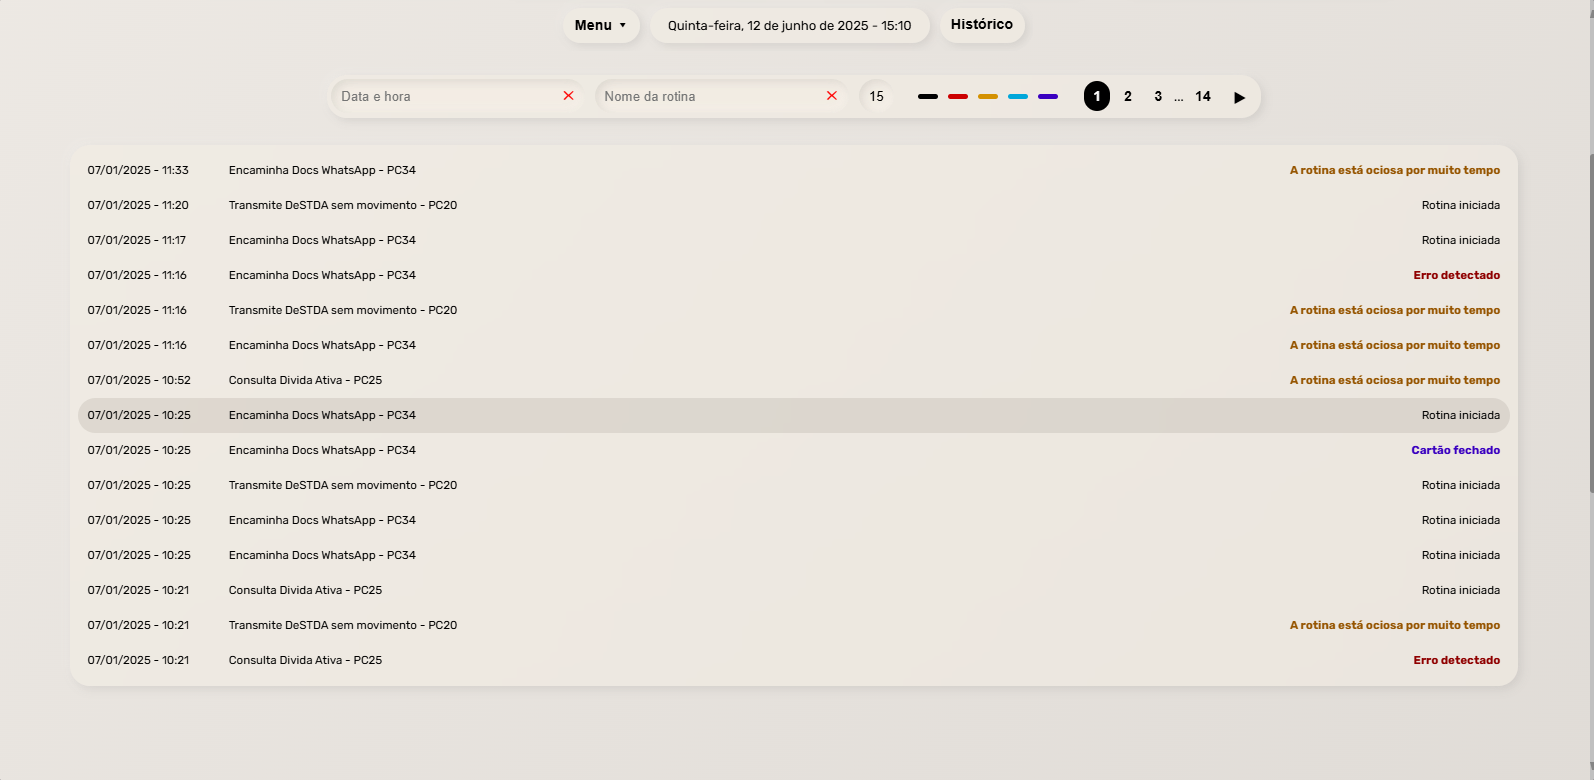 Menu ▼ Quinta-feira, 12 de junho de 2025 - 15:10 Histórico
Data e hora × Nome da rotina × 15 1 2 3 ... 14 ▶
07/01/2025 - 11:33 Encaminha Docs WhatsApp - PC34 A rotina está ociosa por muito tempo
07/01/2025 - 11:20 Transmite DeSTDA sem movimento - PC20 Rotina iniciada
07/01/2025 - 11:17 Encaminha Docs WhatsApp - PC34 Rotina iniciada
07/01/2025 - 11:16 Encaminha Docs WhatsApp - PC34 Erro detectado
07/01/2025 - 11:16 Transmite DeSTDA sem movimento - PC20 A rotina está ociosa por muito tempo
07/01/2025 - 11:16 Encaminha Docs WhatsApp - PC34 A rotina está ociosa por muito tempo
07/01/2025 - 10:52 Consulta Divida Ativa - PC25 A rotina está ociosa por muito tempo
07/01/2025 - 10:25 Encaminha Docs WhatsApp - PC34 Rotina iniciada
07/01/2025 - 10:25 Encaminha Docs WhatsApp - PC34 Cartão fechado
07/01/2025 - 10:25 Transmite DeSTDA sem movimento - PC20 Rotina iniciada
07/01/2025 - 10:25 Encaminha Docs WhatsApp - PC34 Rotina iniciada
07/01/2025 - 10:25 Encaminha Docs WhatsApp - PC34 Rotina iniciada
07/01/2025 - 10:21 Consulta Divida Ativa - PC25 Rotina iniciada
07/01/2025 - 10:21 Transmite DeSTDA sem movimento - PC20 A rotina está ociosa por muito tempo
07/01/2025 - 10:21 Consulta Divida Ativa - PC25 Erro detectado